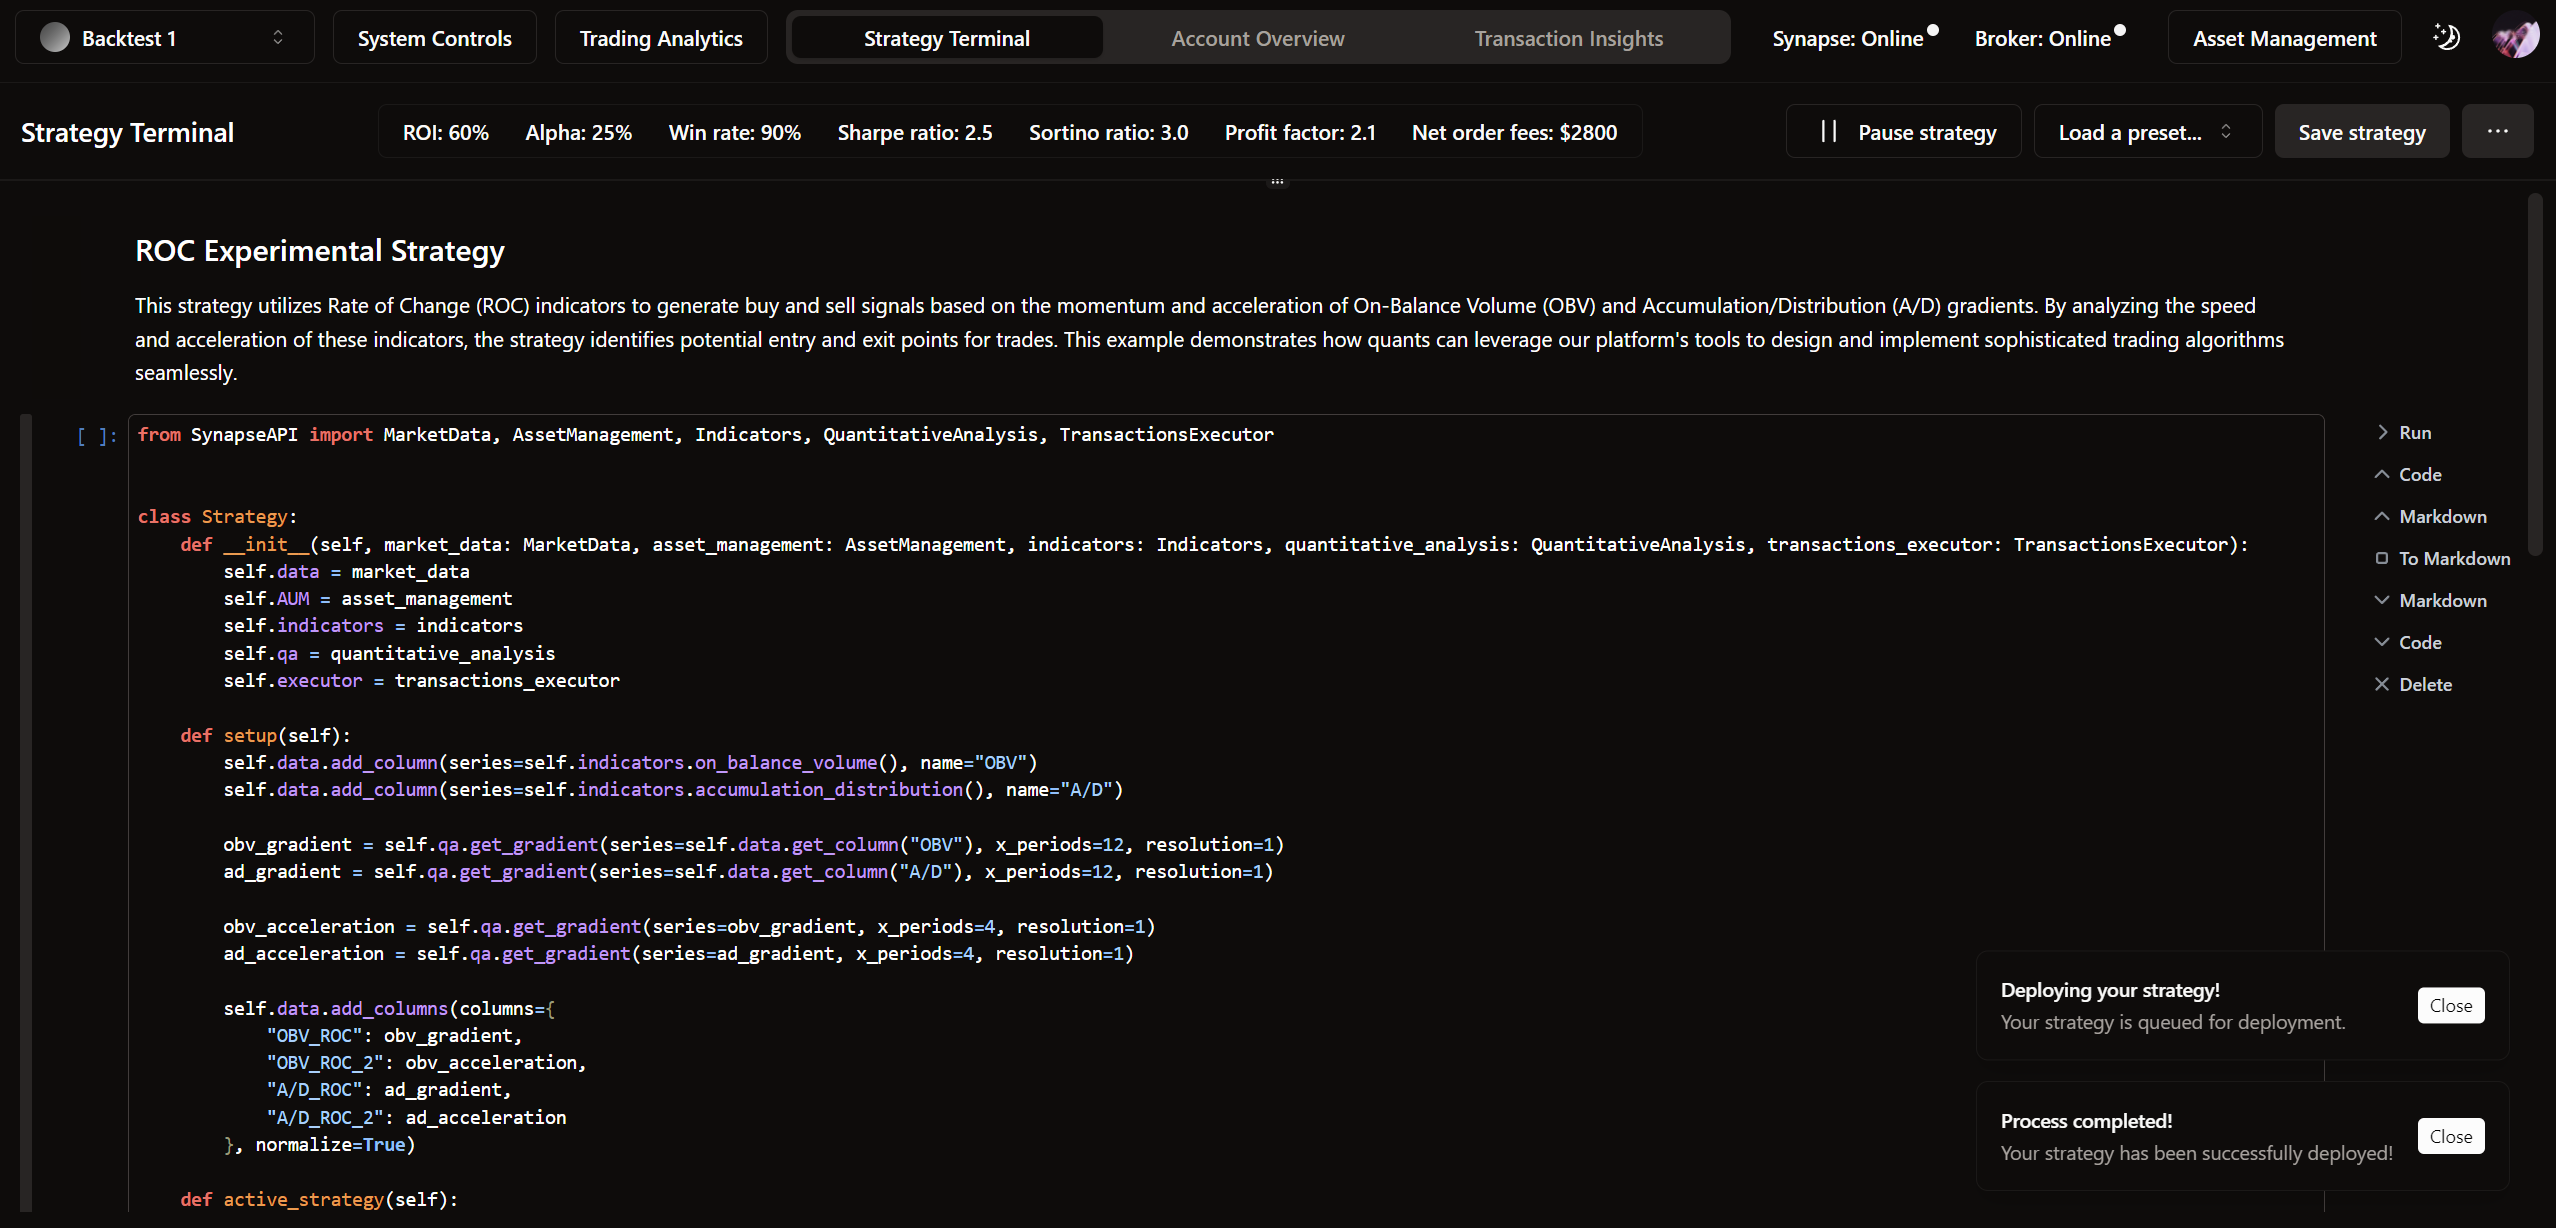 Backtest 1
System Controls
Trading Analytics
Strategy Terminal
Account Overview
Transaction Insights
Synapse: Online
Broker: Online
Asset Management
Strategy Terminal
ROI: 60% Alpha: 25% Win rate: 90% Sharpe ratio: 2.5 Sortino ratio: 3.0 Profit factor: 2.1 Net order fees: $2800
Pause strategy
Load a preset...
Save strategy
ROC Experimental Strategy
This strategy utilizes Rate of Change (ROC) indicators to generate buy and sell signals based on the momentum and acceleration of On-Balance Volume (OBV) and Accumulation/Distribution (A/D) gradients. By analyzing the speed
and acceleration of these indicators, the strategy identifies potential entry and exit points for trades. This example demonstrates how quants can leverage our platform's tools to design and implement sophisticated trading algorithms
seamlessly.
[ ]:
from SynapseAPI import MarketData, AssetManagement, Indicators, QuantitativeAnalysis, TransactionsExecutor
class Strategy:
    def __init__(self, market_data: MarketData, asset_management: AssetManagement, indicators: Indicators, quantitative_analysis: QuantitativeAnalysis, transactions_executor: TransactionsExecutor):
        self.data = market_data
        self.AUM = asset_management
        self.indicators = indicators
        self.qa = quantitative_analysis
        self.executor = transactions_executor
    def setup(self):
        self.data.add_column(series=self.indicators.on_balance_volume(), name="OBV")
        self.data.add_column(series=self.indicators.accumulation_distribution(), name="A/D")
        obv_gradient = self.qa.get_gradient(series=self.data.get_column("OBV"), x_periods=12, resolution=1)
        ad_gradient = self.qa.get_gradient(series=self.data.get_column("A/D"), x_periods=12, resolution=1)
        obv_acceleration = self.qa.get_gradient(series=obv_gradient, x_periods=4, resolution=1)
        ad_acceleration = self.qa.get_gradient(series=ad_gradient, x_periods=4, resolution=1)
        self.data.add_columns(columns={
            "OBV_ROC": obv_gradient,
            "OBV_ROC_2": obv_acceleration,
            "A/D_ROC": ad_gradient,
            "A/D_ROC_2": ad_acceleration
        }, normalize=True)
    def active_strategy(self):
Run
Code
Markdown
To Markdown
Markdown
Code
Delete
Deploying your strategy!
Your strategy is queued for deployment.
Close
Process completed!
Your strategy has been successfully deployed!
Close